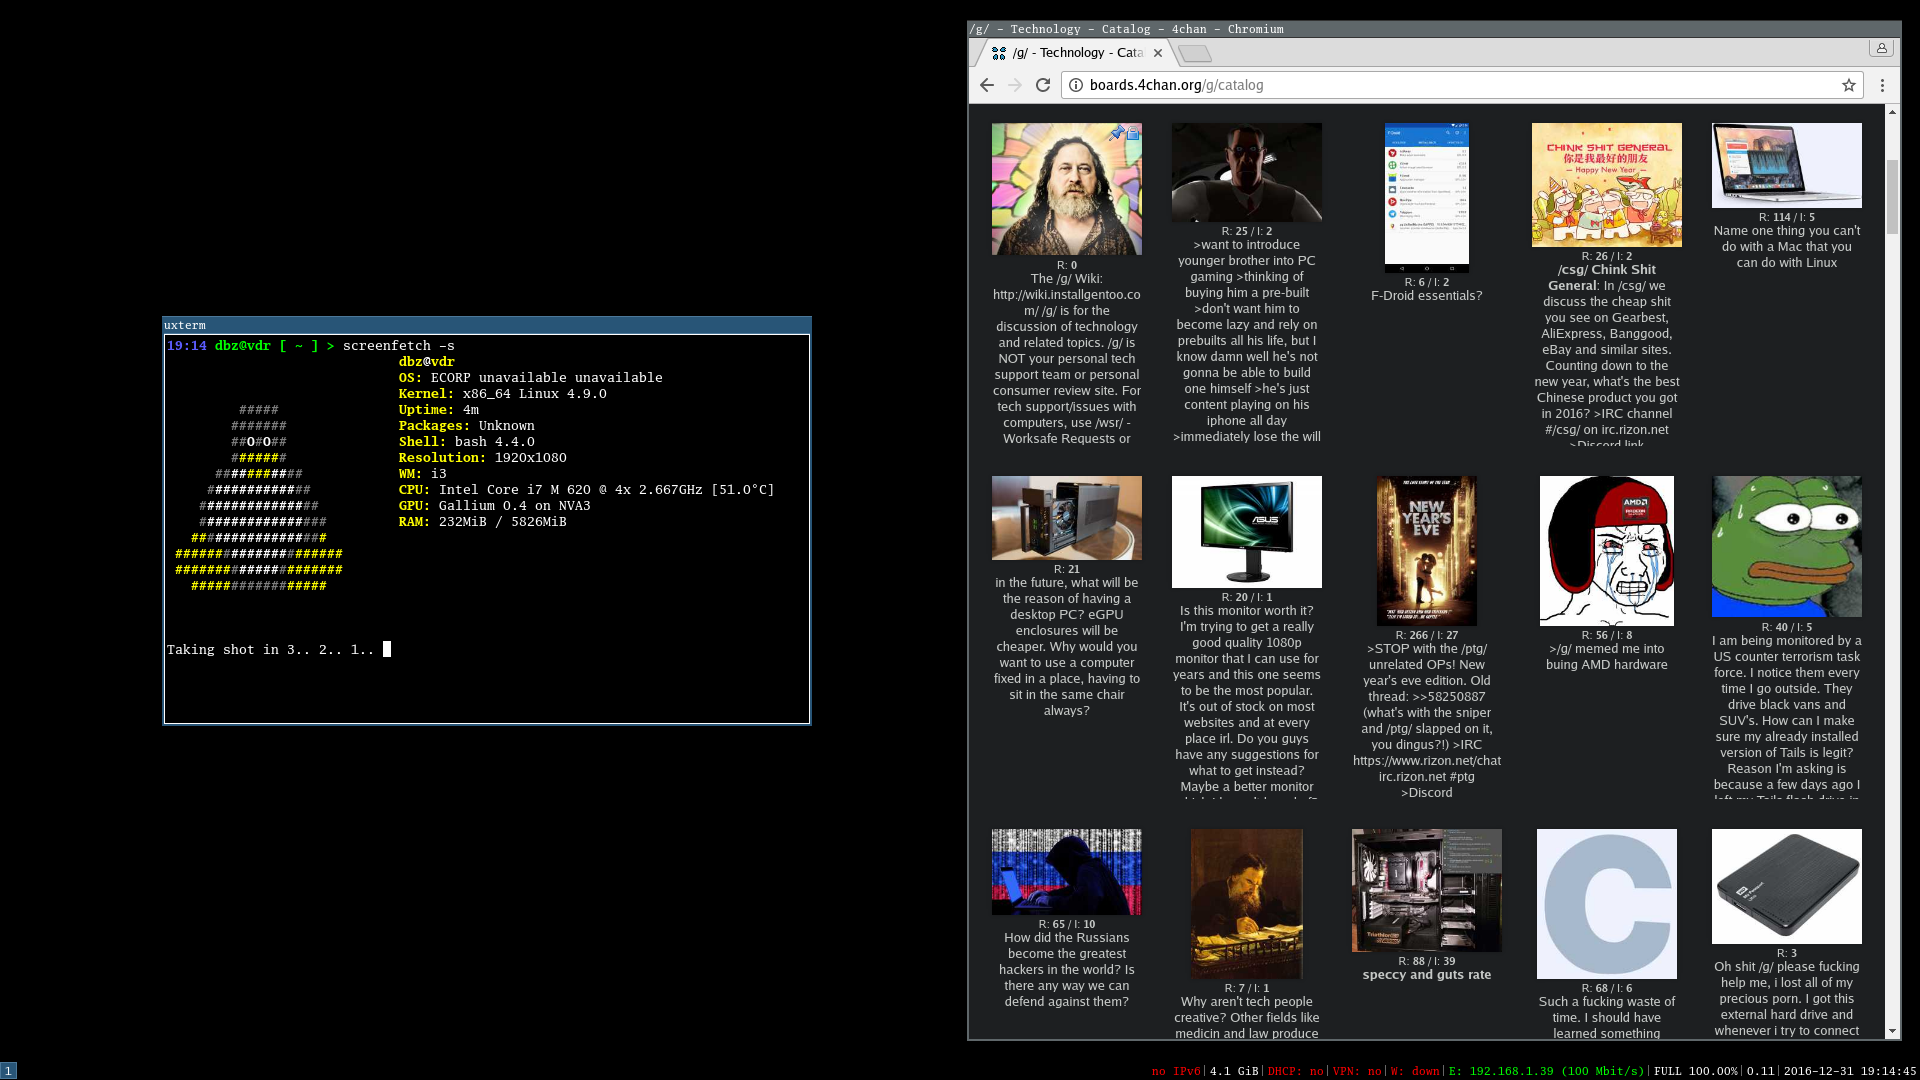 /g/ - Technology - Catalog - 4chan - Chromium
/g/ - Technology - Cata
boards.4chan.org/g/catalog
uxterm
19:14 dbz@vdr [ ~ ] > screenfetch -s
dbz@vdr
OS: ECORP unavailable unavailable
Kernel: x86_64 Linux 4.9.0
Uptime: 4m
Packages: Unknown
Shell: bash 4.4.0
Resolution: 1920x1080
WM: i3
CPU: Intel Core i7 M 620 @ 4x 2.667GHz [51.0°C]
GPU: Gallium 0.4 on NVA3
RAM: 232MiB / 5826MiB
#####
#######
##O#O##
#######
###########
#############
###############
################
#################
#####################
#####################
#################
Taking shot in 3.. 2.. 1..
R: 0
The /g/ Wiki:
http://wiki.installgentoo.co
m/ /g/ is for the
discussion of technology
and related topics. /g/ is
NOT your personal tech
support team or personal
consumer review site. For
tech support/issues with
computers, use /wsr/ -
Worksafe Requests or
R: 25 / I: 2
>want to introduce
younger brother into PC
gaming >thinking of
buying him a pre-built
>don't want him to
become lazy and rely on
prebuilts all his life, but I
know damn well he's not
gonna be able to build
one himself >he's just
content playing on his
iphone all day
>immediately lose the will
R: 6 / I: 2
F-Droid essentials?
CHINK SHIT GENERAL
你是我最好的朋友
Happy New Year
R: 26 / I: 2
/csg/ Chink Shit
General: In /csg/ we
discuss the cheap shit
you see on Gearbest,
AliExpress, Banggood,
eBay and similar sites.
Counting down to the
new year, what's the best
Chinese product you got
in 2016? >IRC channel
#/csg/ on irc.rizon.net
>Discord link
R: 114 / I: 5
Name one thing you can't
do with a Mac that you
can do with Linux
R: 21
in the future, what will be
the reason of having a
desktop PC? eGPU
enclosures will be
cheaper. Why would you
want to use a computer
fixed in a place, having to
sit in the same chair
always?
ASUS
R: 20 / I: 1
Is this monitor worth it?
I'm trying to get a really
good quality 1080p
monitor that I can use for
years and this one seems
to be the most popular.
It's out of stock on most
websites and at every
place irl. Do you guys
have any suggestions for
what to get instead?
Maybe a better monitor
NEW
YEAR'S
EVE
R: 266 / I: 27
>STOP with the /ptg/
unrelated OPs! New
year's eve edition. Old
thread: >>58250887
(what's with the sniper
and /ptg/ slapped on it,
you dingus?!) >IRC
https://www.rizon.net/chat
irc.rizon.net #ptg
>Discord
AMD
RADEON
R: 56 / I: 8
>/g/ memed me into
buing AMD hardware
R: 40 / I: 5
I am being monitored by a
US counter terrorism task
force. I notice them every
time I go outside. They
drive black vans and
SUV's. How can I make
sure my already installed
version of Tails is legit?
Reason I'm asking is
because a few days ago I
left my Tails flash drive in
R: 65 / I: 10
How did the Russians
become the greatest
hackers in the world? Is
there any way we can
defend against them?
R: 7 / I: 1
Why aren't tech people
creative? Other fields like
medicin and law produce
R: 88 / I: 39
speccy and guts rate
C
R: 68 / I: 6
Such a fucking waste of
time. I should have
learned something
R: 3
Oh shit /g/ please fucking
help me, i lost all of my
precious porn. I got this
external hard drive and
whenever i try to connect
1
no IPv6|4.1 GiB|DHCP: no|VPN: no|W: down|E: 192.168.1.39 (100 Mbit/s)|FULL 100.00%|0.11|2016-12-31 19:14:45